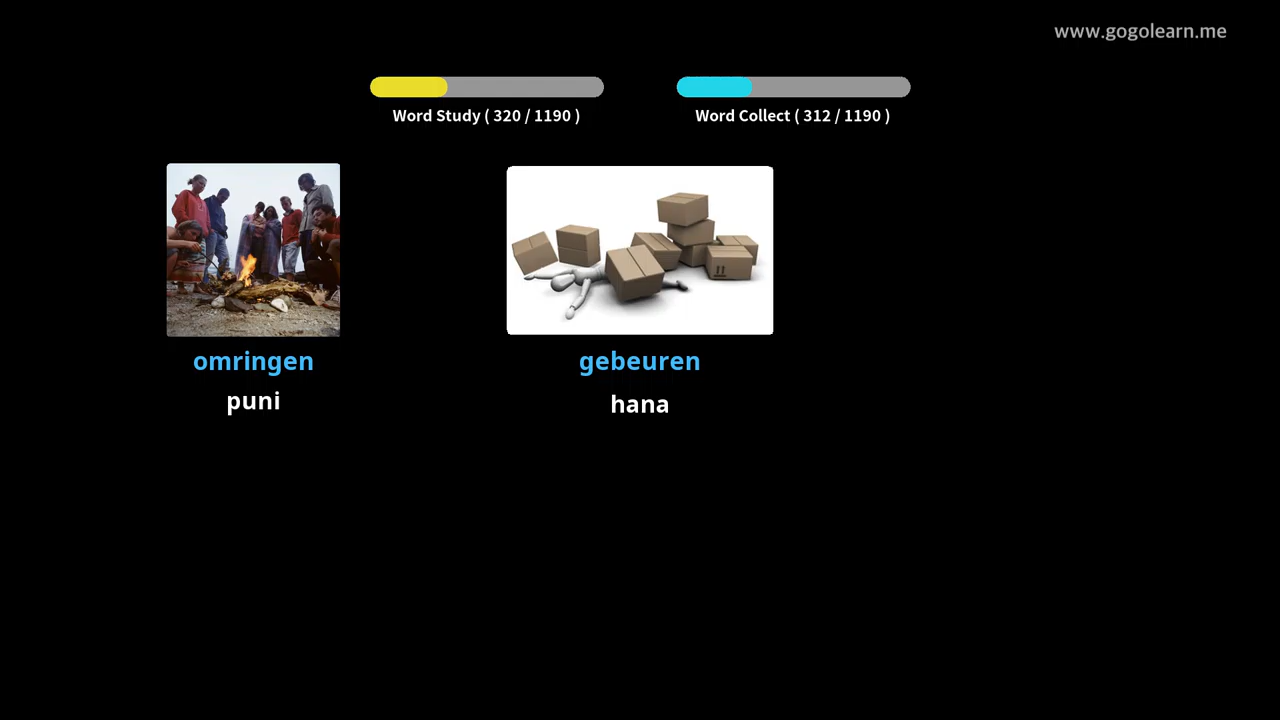 www.gogolearn.me
Word Study ( 320 / 1190 )
Word Collect ( 312 / 1190 )
omringen
puni
gebeuren
hana